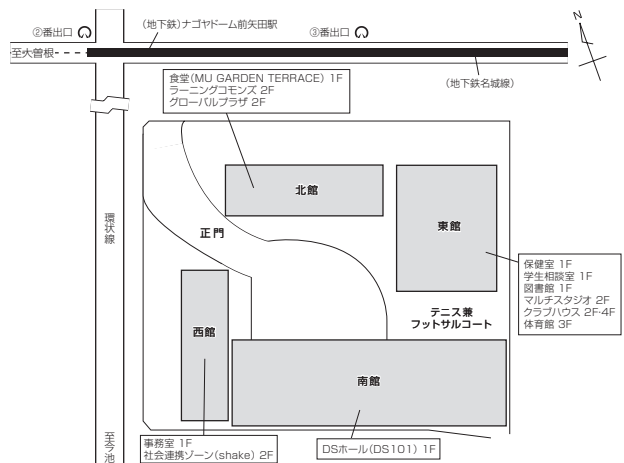 (地下鉄)ナゴヤドーム前矢田駅
②番出口
③番出口
N
至大曽根
(地下鉄名城線)
食堂(MU GARDEN TERRACE) 1F
ラーニングコモンズ 2F
グローバルプラザ 2F
北館
東館
環状線
正門
保健室 1F
学生相談室 1F
図書館 1F
マルチスタジオ 2F
クラブハウス 2F·4F
体育館 3F
テニス兼
フットサルコート
西館
南館
至今池
事務室 1F
社会連携ゾーン(shake) 2F
DSホール(DS101) 1F